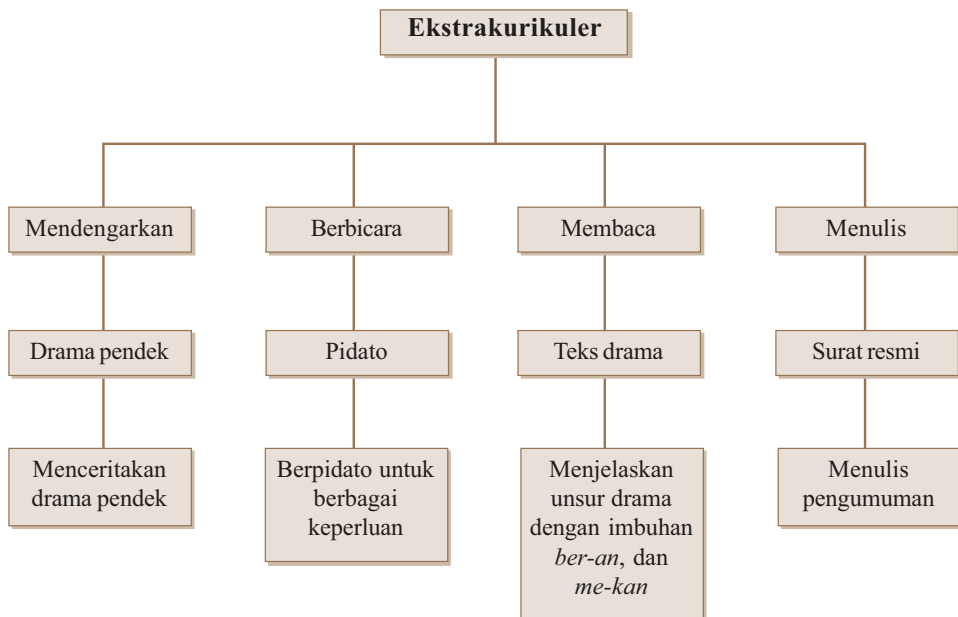 Ekstrakurikuler
Mendengarkan
Berbicara
Membaca
Menulis
Drama pendek
Pidato
Teks drama
Surat resmi
Menceritakan
drama pendek
Berpidato untuk
berbagai
keperluan
Menjelaskan
unsur drama
dengan imbuhan
ber-an, dan
me-kan
Menulis
pengumuman